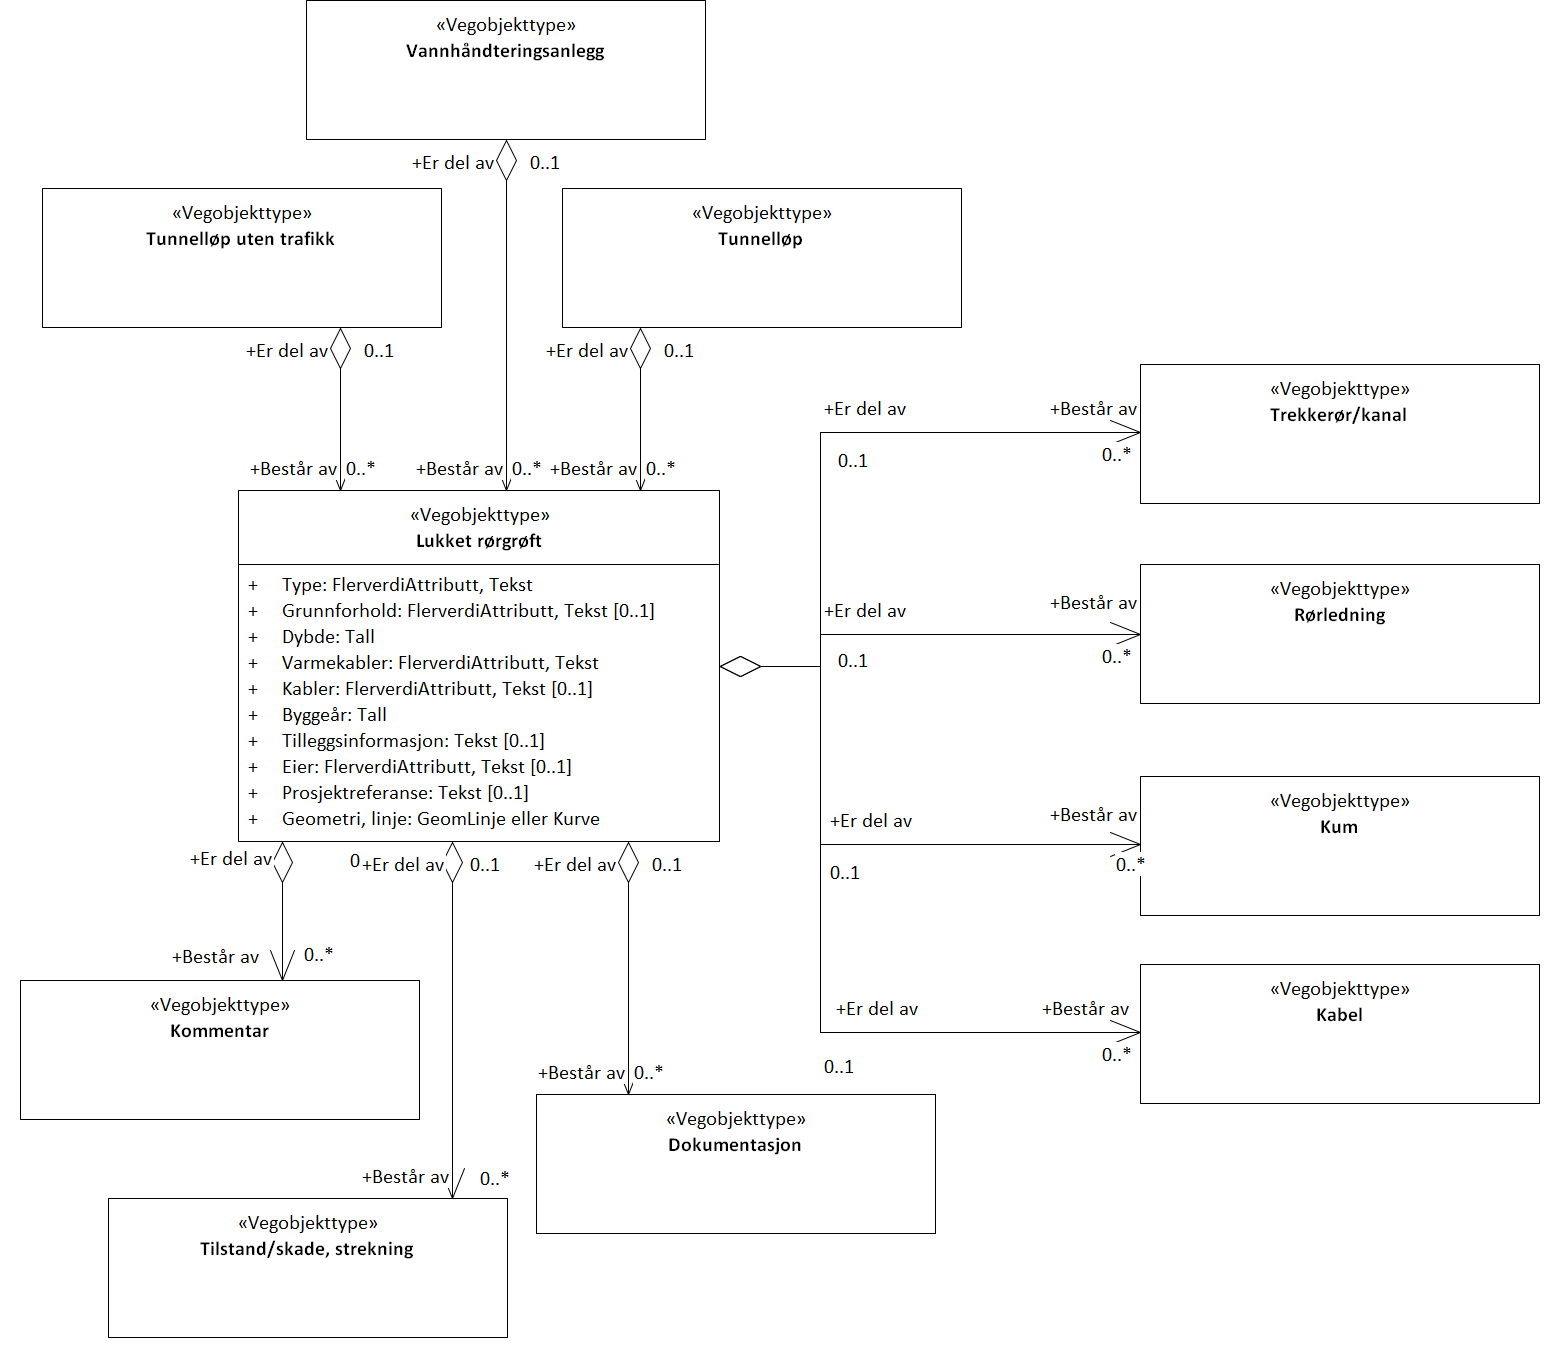 «Vegobjekttype»
Vannhåndteringsanlegg
+Er del av 0..1
«Vegobjekttype»
Tunnelløp uten trafikk
«Vegobjekttype»
Tunnelløp
+Er del av 0..1
+Er del av 0..1
+Består av 0..*
+Består av 0..*
+Består av 0..*
«Vegobjekttype»
Lukket rørgrøft
+ Type: FlerverdiAttributt, Tekst
+ Grunnforhold: FlerverdiAttributt, Tekst [0..1]
+ Dybde: Tall
+ Varmekabler: FlerverdiAttributt, Tekst
+ Kabler: FlerverdiAttributt, Tekst [0..1]
+ Byggeår: Tall
+ Tilleggsinformasjon: Tekst [0..1]
+ Eier: FlerverdiAttributt, Tekst [0..1]
+ Prosjektreferanse: Tekst [0..1]
+ Geometri, linje: GeomLinje eller Kurve
+Er del av +Består av
0..1 0..*
«Vegobjekttype»
Trekkerør/kanal
+Er del av +Består av
0..1 0..*
«Vegobjekttype»
Rørledning
+Er del av +Består av
0..1 0..*
«Vegobjekttype»
Kum
+Er del av +Består av
0..1 0..*
«Vegobjekttype»
Kabel
+Er del av 0
+Er del av 0..1
+Er del av 0..1
+Består av 0..*
«Vegobjekttype»
Kommentar
+Består av 0..*
«Vegobjekttype»
Dokumentasjon
+Består av 0..*
«Vegobjekttype»
Tilstand/skade, strekning